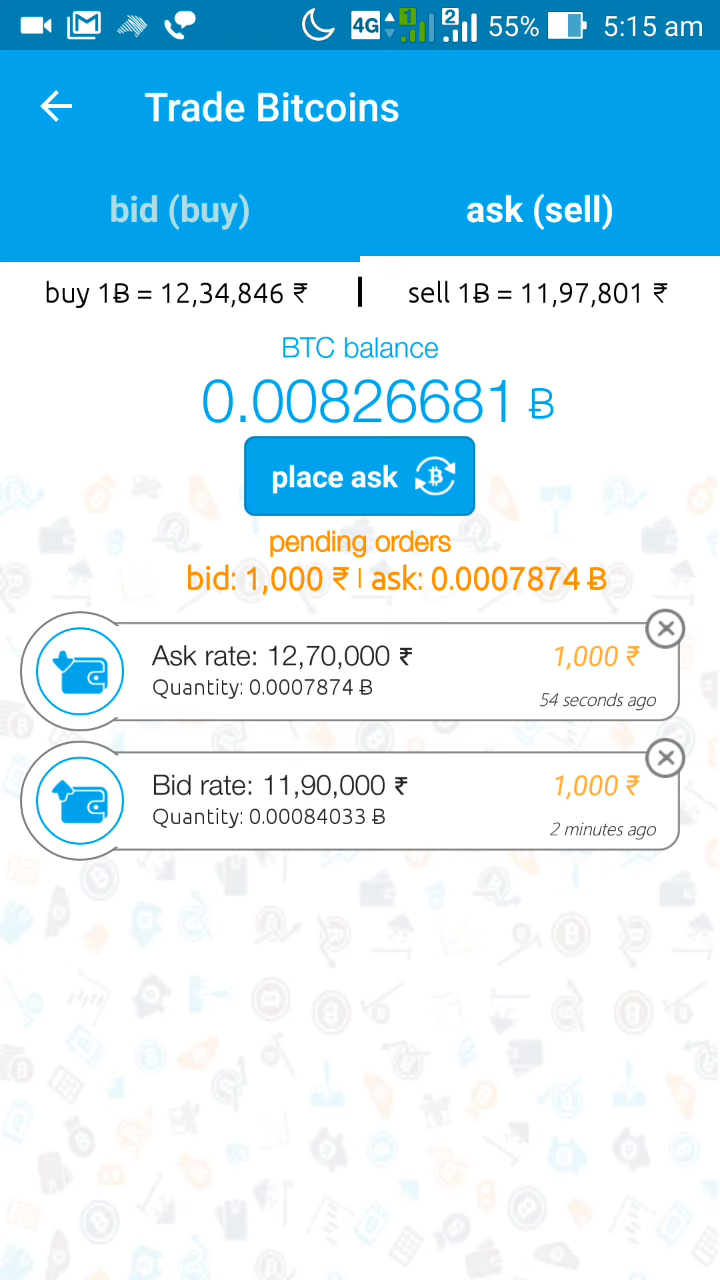 4G 1 2 55% 5:15 am
Trade Bitcoins
bid (buy) ask (sell)
buy 1Ƀ = 12,34,846 ₹ | sell 1Ƀ = 11,97,801 ₹
BTC balance
0.00826681 Ƀ
place ask
pending orders
bid: 1,000 ₹ | ask: 0.0007874 Ƀ
Ask rate: 12,70,000 ₹ 1,000 ₹
Quantity: 0.0007874 Ƀ 54 seconds ago
Bid rate: 11,90,000 ₹ 1,000 ₹
Quantity: 0.00084033 Ƀ 2 minutes ago